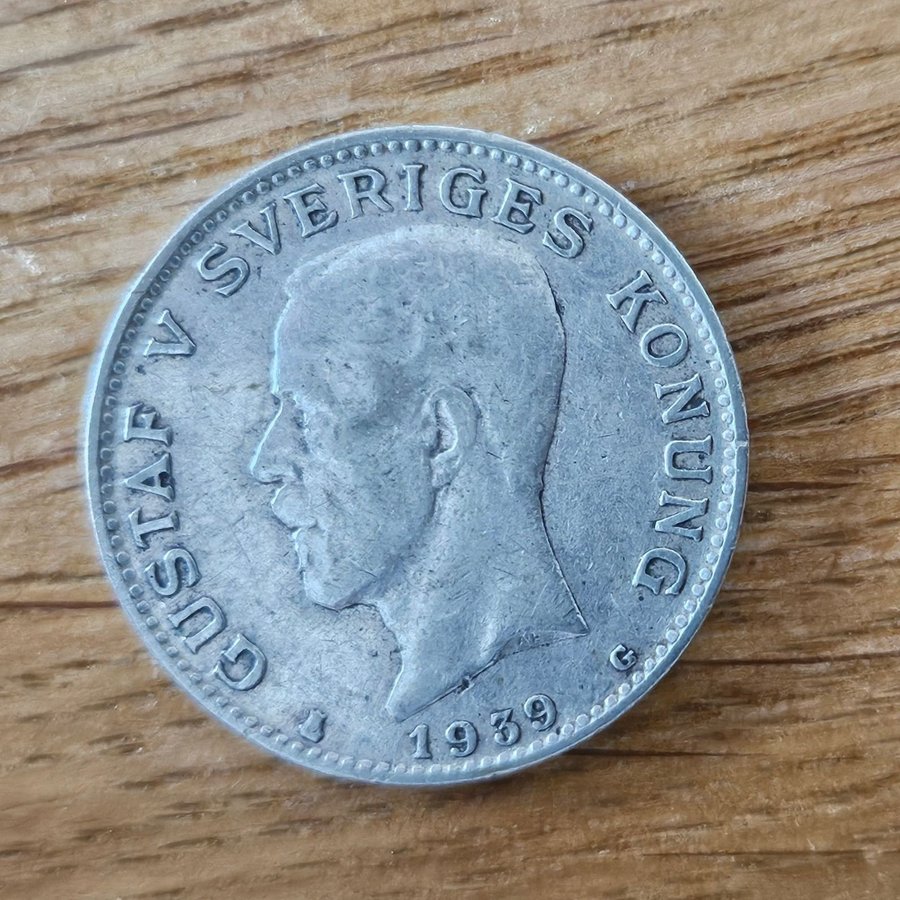 GUSTAF V SVERIGES KONUNG
1939
G